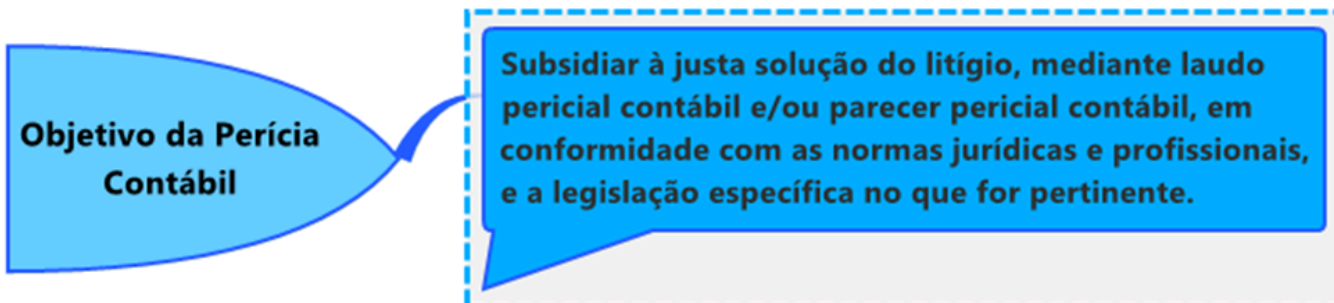 Objetivo da Perícia
Contábil
Subsidiar à justa solução do litígio, mediante laudo
pericial contábil e/ou parecer pericial contábil, em
conformidade com as normas jurídicas e profissionais,
e a legislação específica no que for pertinente.